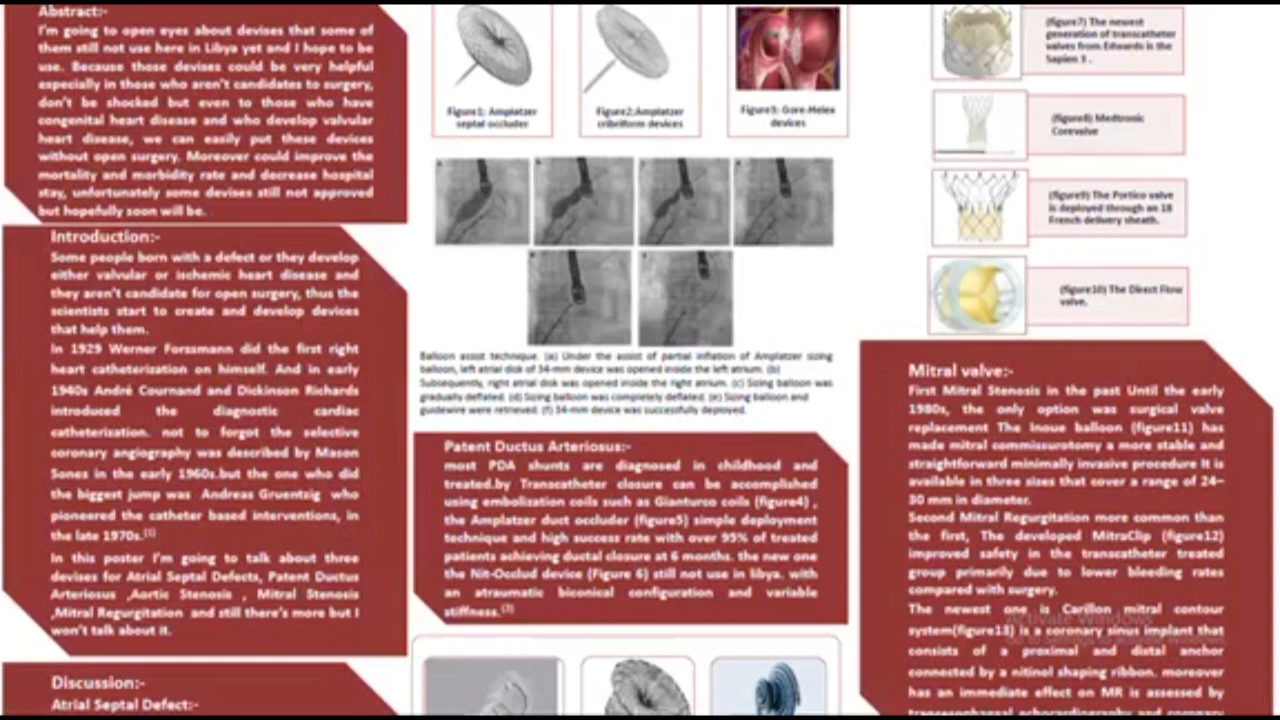 Abstract:-
I'm going to open eyes about devises that some of
them still not use here in Libya yet and I hope to be
use. Because those devises could be very helpful
especially in those who aren't candidates to surgery,
don't be shocked but even to those who have
congenital heart disease and who develop valvular
heart disease, we can easily put these devices
without open surgery. Moreover could improve the
mortality and morbidity rate and decrease hospital
stay, unfortunately some devises still not approved
but hopefully soon will be.
Introduction:-
Some people born with a defect or they develop
either valvular or ischemic heart disease and
they aren't candidate for open surgery, thus the
scientists start to create and develop devices
that help them.
In 1929 Werner Forssmann did the first right
heart catheterization on himself. And in early
1940s André Cournand and Dickinson Richards
introduced the diagnostic cardiac
catheterization. not to forgot the selective
coronary angiography was described by Mason
Sones in the early 1960s.but the one who did
the biggest jump was Andreas Gruentzig who
pioneered the catheter based interventions, in
the late 1970s.(1)
In this poster I'm going to talk about three
devises for Atrial Septal Defects, Patent Ductus
Arteriosus ,Aortic Stenosis , Mitral Stenosis
,Mitral Regurgitation and still there's more but I
won't talk about it.
Discussion:-
Atrial Septal Defect:-
Figure1: Amplatzer
septal occluder
Figure2:Amplatzer
cribriform devices
Figure3: Gore-Helex
devices
Balloon assist technique. (a) Under the assist of partial inflation of Amplatzer sizing
balloon, left atrial disk of 34-mm device was opened inside the left atrium. (b)
Subsequently, right atrial disk was opened inside the right atrium. (c) Sizing balloon was
gradually deflated. (d) Sizing balloon was completely deflated. (e) Sizing balloon and
guidewire were retrieved. (f) 34-mm device was successfully deployed.
Patent Ductus Arteriosus:-
most PDA shunts are diagnosed in childhood and
treated.by Transcatheter closure can be accomplished
using embolization coils such as Gianturco coils (figure4) ,
the Amplatzer duct occluder (figure5) simple deployment
technique and high success rate with over 95% of treated
patients achieving ductal closure at 6 months. the new one
the Nit-Occlud device (Figure 6) still not use in libya. with
an atraumatic biconical configuration and variable
stiffness.(3)
(figure7) The newest
generation of transcatheter
valves from Edwards is the
Sapien 3 .
(figure8) Medtronic
Corevalve
(figure9) The Portico valve
is deployed through an 18
French delivery sheath.
(figure10) The Direct Flow
valve.
Mitral valve:-
First Mitral Stenosis in the past Until the early
1980s, the only option was surgical valve
replacement The Inoue balloon (figure11) has
made mitral commissurotomy a more stable and
straightforward minimally invasive procedure It is
available in three sizes that cover a range of 24–
30 mm in diameter.
Second Mitral Regurgitation more common than
the first, The developed MitraClip (figure12)
improved safety in the transcatheter treated
group primarily due to lower bleeding rates
compared with surgery.
The newest one is Carillon mitral contour
system(figure13) is a coronary sinus implant that
consists of a proximal and distal anchor
connected by a nitinol shaping ribbon. moreover
has an immediate effect on MR is assessed by
transesophageal echocardiography and coronary
Activate Windows